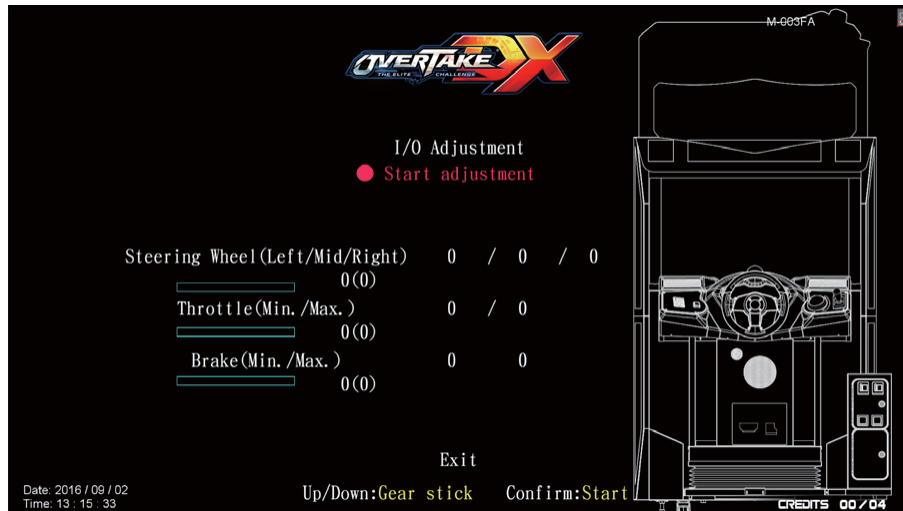 M-003FA
OVERTAKE DX
THE ELITE CHALLENGE
I/O Adjustment
Start adjustment
Steering Wheel(Left/Mid/Right) 0 / 0 / 0
0(0)
Throttle(Min./Max.) 0 / 0
0(0)
Brake(Min./Max.) 0 0
0(0)
Exit
Up/Down:Gear stick Confirm:Start
Date: 2016 / 09 / 02
Time: 13 : 15 : 33
CREDITS 00/04